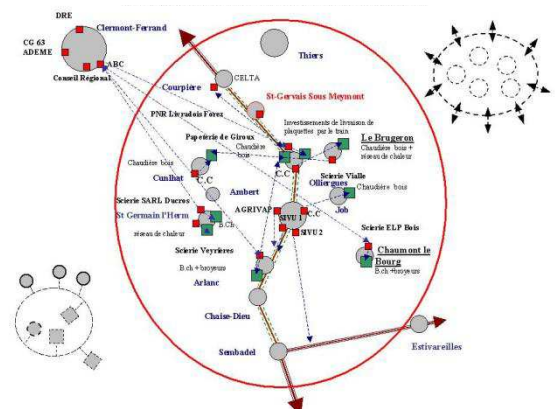 DRE
Clermont-Ferrand
CG 63
ADEME
ABC
Conseil Régional
Thiers
CELTA
Courpière
St-Gervais Sous Meymont
PNR Livradois Forez
Investissements de livraison de
plaquettes par le train
Papeterie de Giroux
Chaudière
bois
Le Brugeron
Chaudière bois +
réseau de chaleur
Chaudière bois
C.C
C.C
Cunlhat
Olliergues
Scierie Vialle
Chaudière bois
Ambert
Scierie SARL Ducros
St Germain l'Herm
B.Ch
réseau de chaleur
AGRIVAP
SIVU 1
C.C
Job
SIVU 2
Scierie ELP Bois
Scierie Veyrières
Chaumont le
Bourg
B.ch + broyeurs
B.ch +broyeurs
Arlanc
Chaise-Dieu
Sembadel
Estivareilles